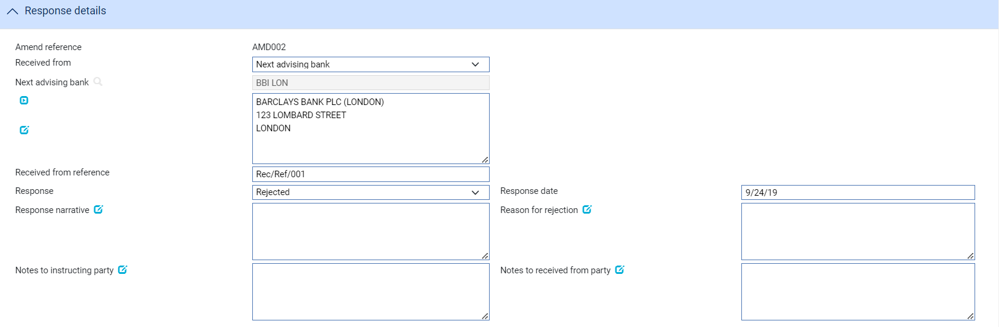 Response details
Amend reference AMD002
Received from Next advising bank
Next advising bank BBI LON
BARCLAYS BANK PLC (LONDON)
123 LOMBARD STREET
LONDON
Received from reference Rec/Ref/001
Response Rejected Response date 9/24/19
Response narrative Reason for rejection
Notes to instructing party Notes to received from party